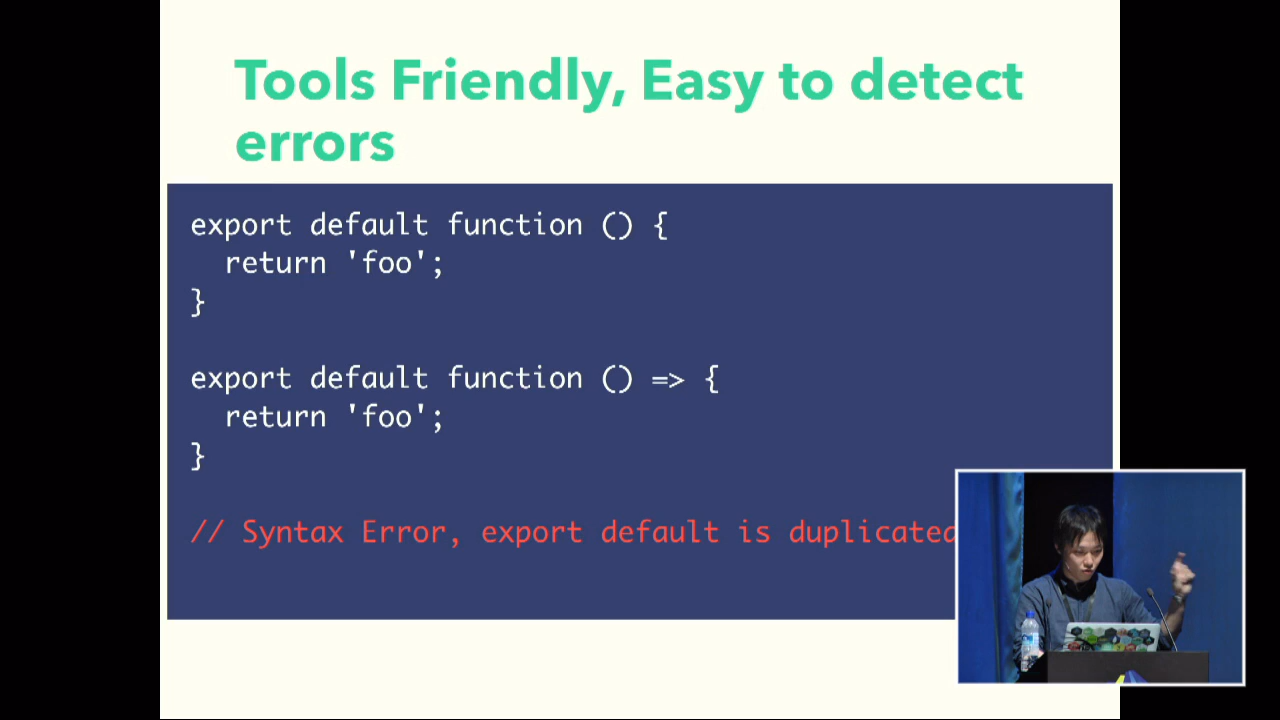 Tools Friendly, Easy to detect
errors
export default function () {
  return 'foo';
}
export default function () => {
  return 'foo';
}
// Syntax Error, export default is duplicated